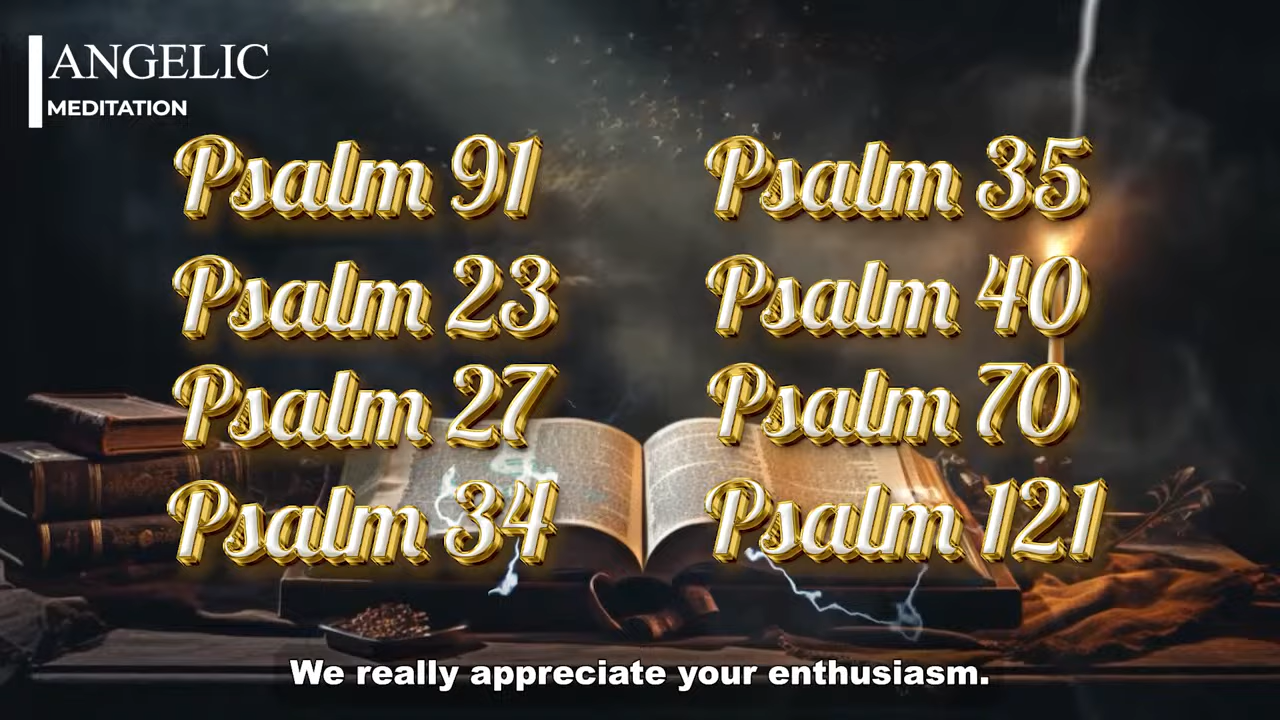 ANGELIC
MEDITATION
Psalm 91
Psalm 23
Psalm 27
Psalm 34
Psalm 35
Psalm 40
Psalm 70
Psalm 121
We really appreciate your enthusiasm.